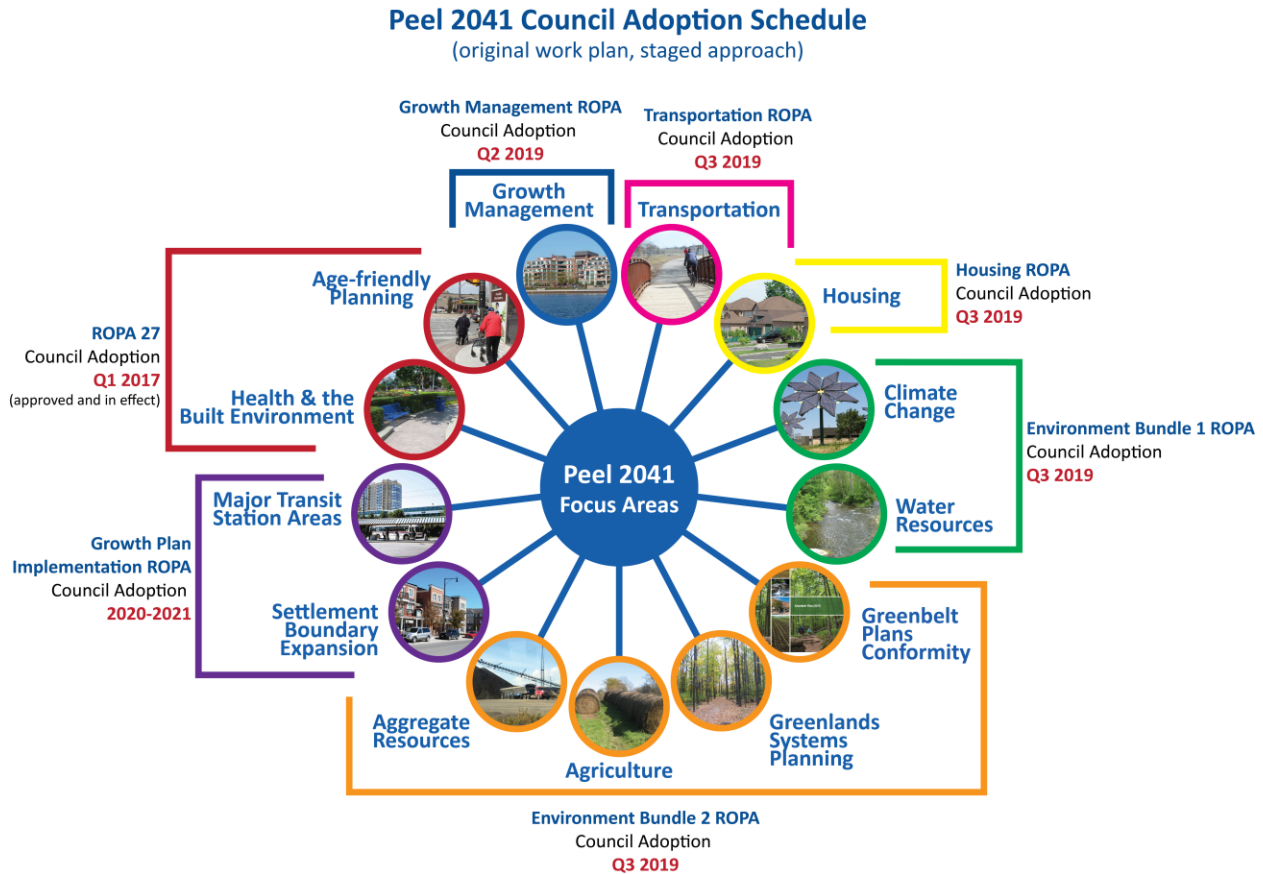 Peel 2041 Council Adoption Schedule
(original work plan, staged approach)
Growth Management ROPA
Council Adoption
Q2 2019
Transportation ROPA
Council Adoption
Q3 2019
Growth
Management
Transportation
Age-friendly
Planning
Housing
Housing ROPA
Council Adoption
Q3 2019
ROPA 27
Council Adoption
Q1 2017
(approved and in effect)
Health & the
Built Environment
Climate
Change
Environment Bundle 1 ROPA
Council Adoption
Q3 2019
Peel 2041
Focus Areas
Major Transit
Station Areas
Water
Resources
Growth Plan
Implementation ROPA
Council Adoption
2020-2021
Settlement
Boundary
Expansion
Greenbelt
Plans
Conformity
Aggregate
Resources
Agriculture
Greenlands
Systems
Planning
Environment Bundle 2 ROPA
Council Adoption
Q3 2019